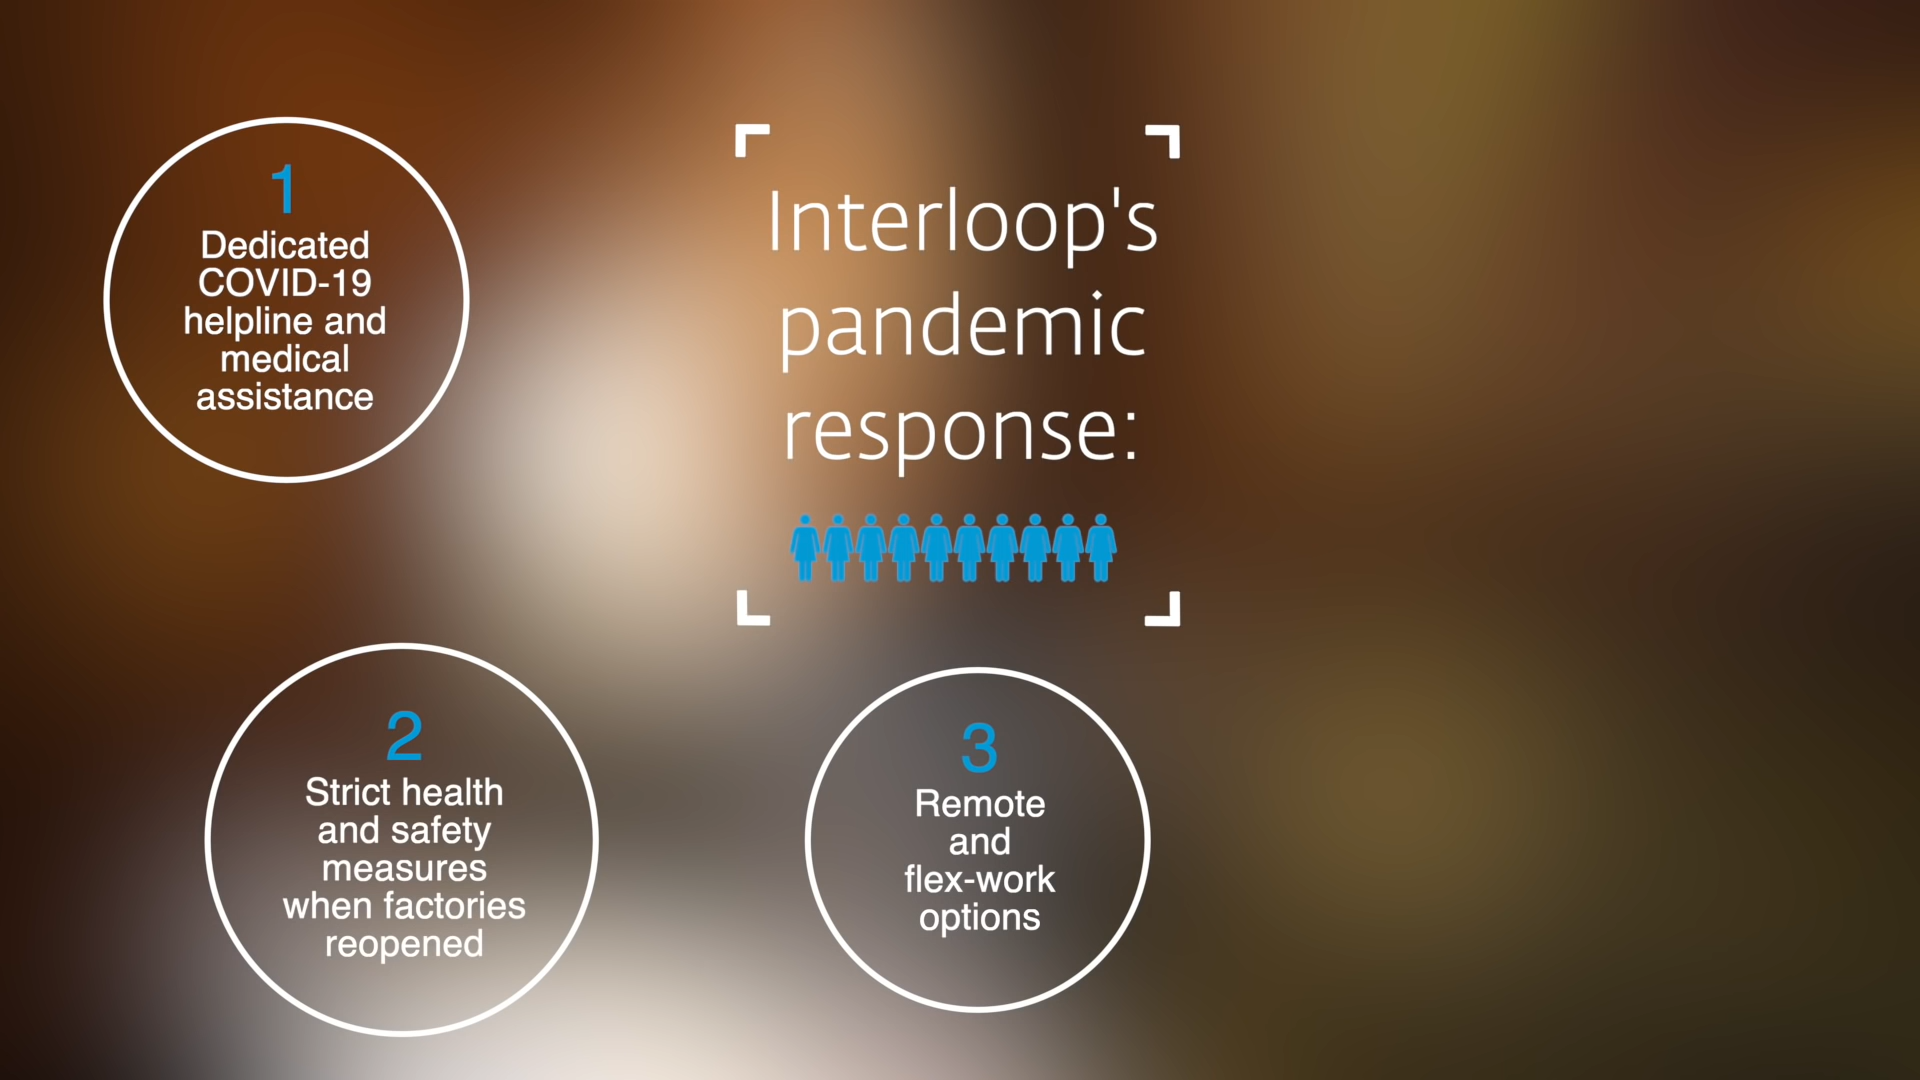 Interloop's
pandemic
response:
1
Dedicated
COVID-19
helpline and
medical
assistance
2
Strict health
and safety
measures
when factories
reopened
3
Remote
and
flex-work
options